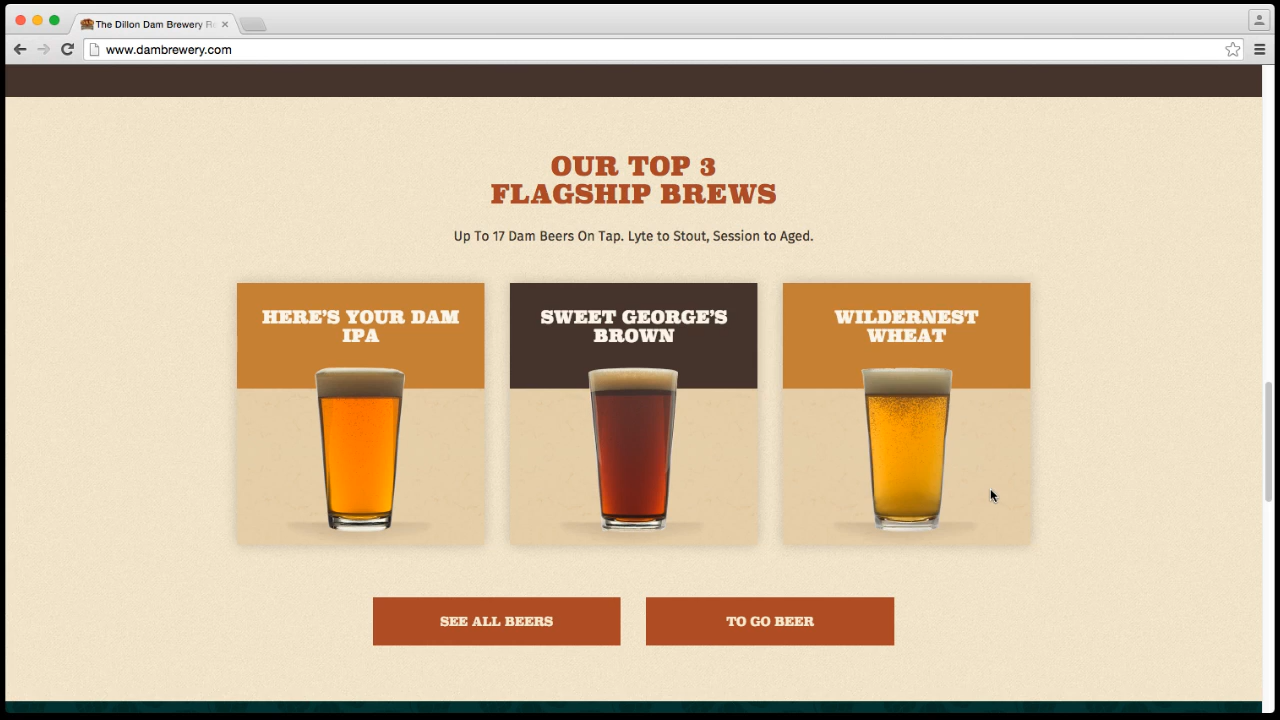 The Dillon Dam Brewery R
www.dambrewery.com
OUR TOP 3
FLAGSHIP BREWS
Up To 17 Dam Beers On Tap. Lyte to Stout, Session to Aged.
HERE'S YOUR DAM
IPA
SWEET GEORGE'S
BROWN
WILDERNEST
WHEAT
SEE ALL BEERS
TO GO BEER